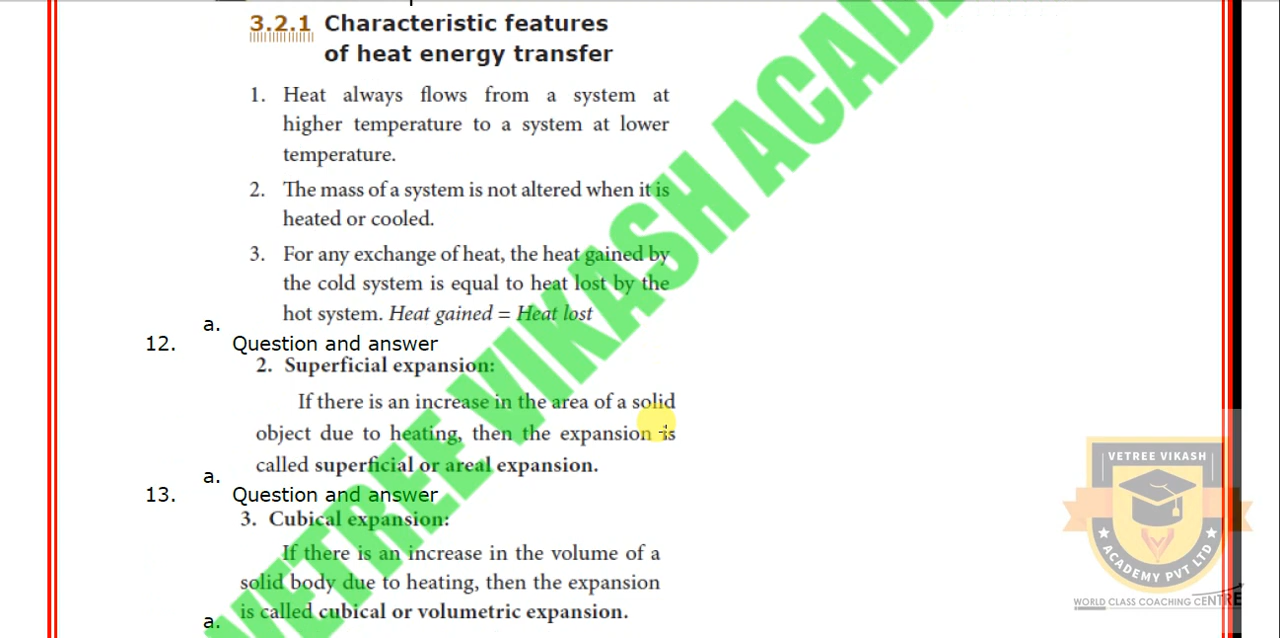 3.2.1 Characteristic features
of heat energy transfer
1. Heat always flows from a system at
higher temperature to a system at lower
temperature.
2. The mass of a system is not altered when it is
heated or cooled.
3. For any exchange of heat, the heat gained by
the cold system is equal to heat lost by the
hot system. Heat gained = Heat lost
a.
12. Question and answer
2. Superficial expansion:
If there is an increase in the area of a solid
object due to heating, then the expansion is
called superficial or areal expansion.
a.
13. Question and answer
3. Cubical expansion:
If there is an increase in the volume of a
solid body due to heating, then the expansion
is called cubical or volumetric expansion.
a.
VETREE VIKASH ACAD
VETREE VIKASH
ACADEMY PVT LTD
WORLD CLASS COACHING CENTRE